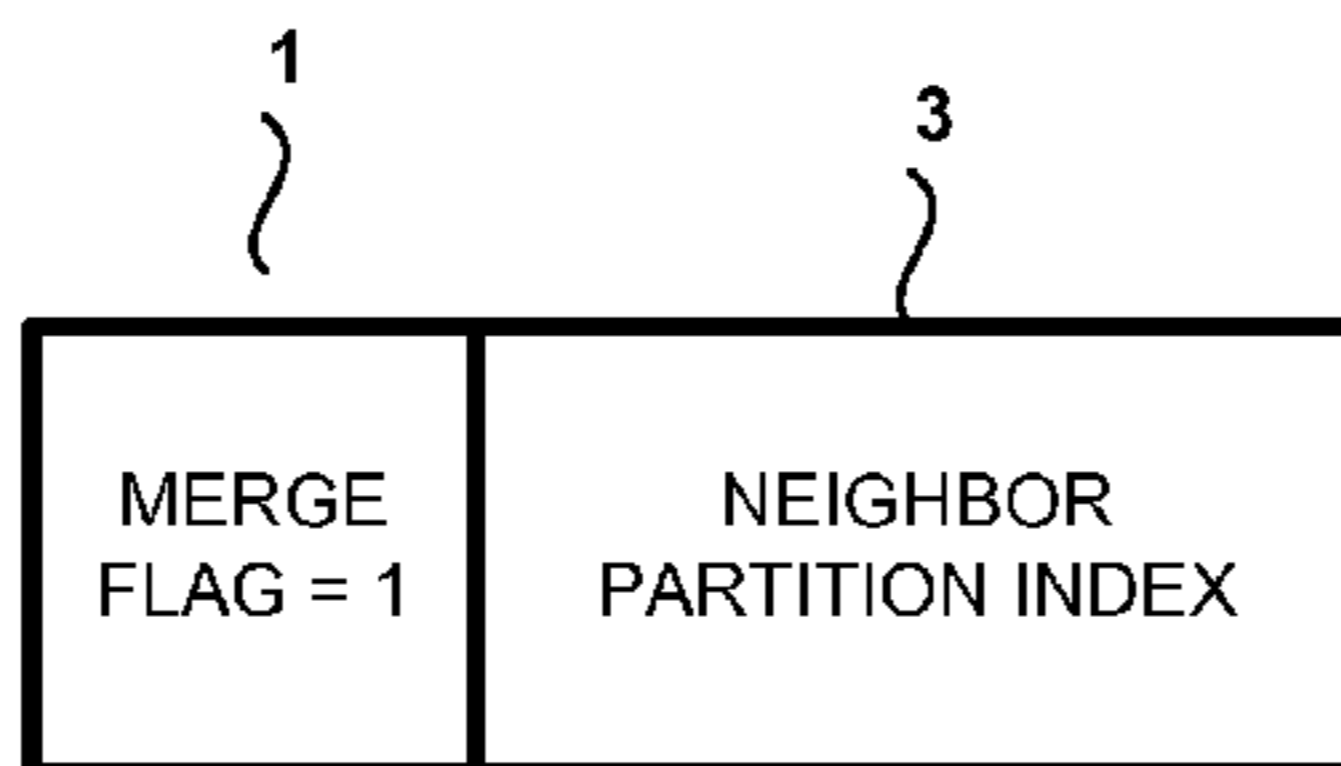 1
3
MERGE
FLAG = 1
NEIGHBOR
PARTITION INDEX